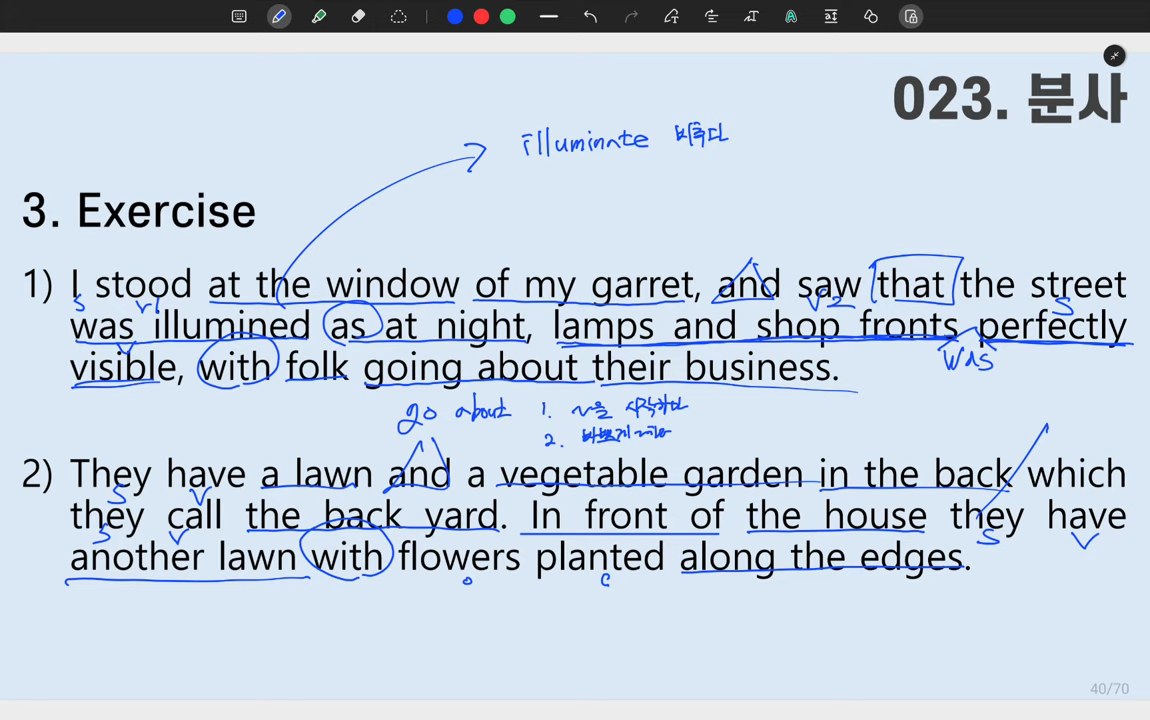 023. 분사
illuminate 비추다
3. Exercise
1) I stood at the window of my garret, and saw that the street
s v1 v2 s
was illumined as at night, lamps and shop fronts perfectly
v was
visible, with folk going about their business.
go about 1. ~을 시작하다
2. 바쁘게
2) They have a lawn and a vegetable garden in the back which
s v
they call the back yard. In front of the house they have
s v s v
another lawn with flowers planted along the edges.
o c
40/70